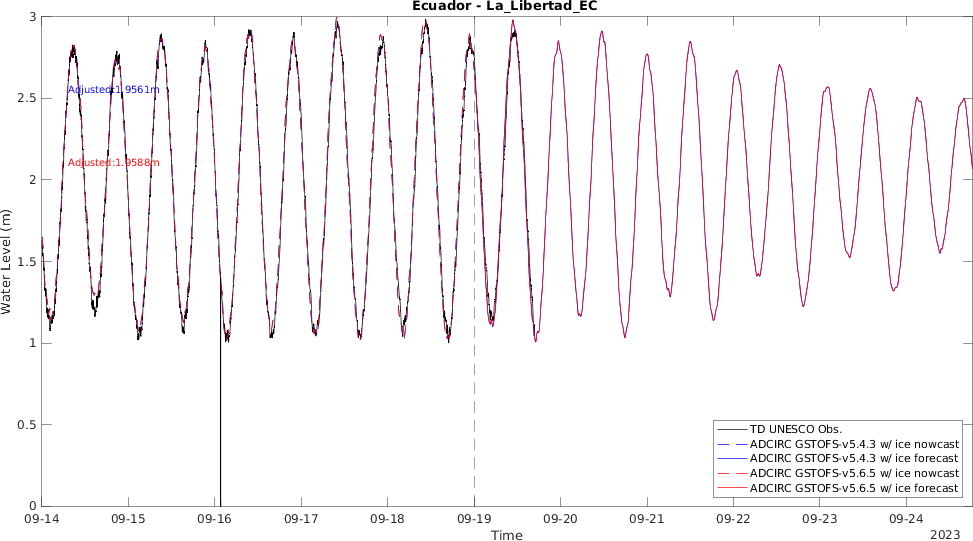 Ecuador - La_Libertad_EC
3
2.5
2
1.5
1
0.5
0
Water Level (m)
Adjusted:1.9561m
Adjusted:1.9588m
TD UNESCO Obs.
ADCIRC GSTOFS-v5.4.3 w/ ice nowcast
ADCIRC GSTOFS-v5.4.3 w/ ice forecast
ADCIRC GSTOFS-v5.6.5 w/ ice nowcast
ADCIRC GSTOFS-v5.6.5 w/ ice forecast
09-14 09-15 09-16 09-17 09-18 09-19 09-20 09-21 09-22 09-23 09-24
Time
2023